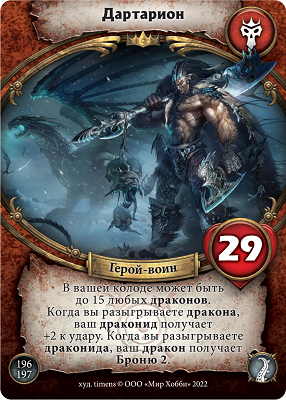 Дартарион
29
Герой-воин
В вашей колоде может быть
до 15 любых драконов.
Когда вы разыгрываете дракона,
ваш драконид получает
+2 к удару. Когда вы разыгрываете
драконида, ваш дракон получает
Броню 2
196
197
худ. timens © ООО «Мир Хобби» 2022